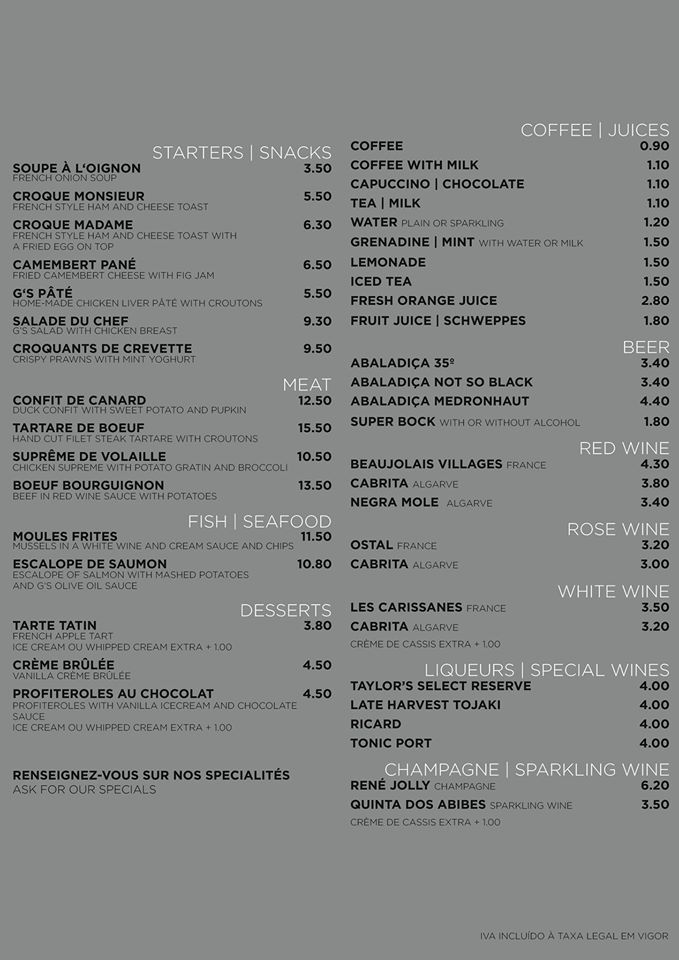 STARTERS | SNACKS
SOUPE À L'OIGNON 3.50
FRENCH ONION SOUP
CROQUE MONSIEUR 5.50
FRENCH STYLE HAM AND CHEESE TOAST
CROQUE MADAME 6.30
FRENCH STYLE HAM AND CHEESE TOAST WITH
A FRIED EGG ON TOP
CAMEMBERT PANÉ 6.50
FRIED CAMEMBERT CHEESE WITH FIG JAM
G'S PÂTÉ 5.50
HOME-MADE CHICKEN LIVER PÂTÉ WITH CROUTONS
SALADE DU CHEF 9.30
G'S SALAD WITH CHICKEN BREAST
CROQUANTS DE CREVETTE 9.50
CRISPY PRAWNS WITH MINT YOGHURT
MEAT
CONFIT DE CANARD 12.50
DUCK CONFIT WITH SWEET POTATO AND PUPKIN
TARTARE DE BOEUF 15.50
HAND CUT FILET STEAK TARTARE WITH CROUTONS
SUPRÊME DE VOLAILLE 10.50
CHICKEN SUPREME WITH POTATO GRATIN AND BROCCOLI
BOEUF BOURGUIGNON 13.50
BEEF IN RED WINE SAUCE WITH POTATOES
FISH | SEAFOOD
MOULES FRITES 11.50
MUSSELS IN A WHITE WINE AND CREAM SAUCE AND CHIPS
ESCALOPE DE SAUMON 10.80
ESCALOPE OF SALMON WITH MASHED POTATOES
AND G'S OLIVE OIL SAUCE
DESSERTS
TARTE TATIN 3.80
FRENCH APPLE TART
ICE CREAM OU WHIPPED CREAM EXTRA + 1.00
CRÈME BRÛLÉE 4.50
VANILLA CRÈME BRÛLÉE
PROFITEROLES AU CHOCOLAT 4.50
PROFITEROLES WITH VANILLA ICECREAM AND CHOCOLATE
SAUCE
ICE CREAM OU WHIPPED CREAM EXTRA + 1.00
RENSEIGNEZ-VOUS SUR NOS SPECIALITÉS
ASK FOR OUR SPECIALS
COFFEE | JUICES
COFFEE 0.90
COFFEE WITH MILK 1.10
CAPUCCINO | CHOCOLATE 1.10
TEA | MILK 1.10
WATER PLAIN OR SPARKLING 1.20
GRENADINE | MINT WITH WATER OR MILK 1.50
LEMONADE 1.50
ICED TEA 1.50
FRESH ORANGE JUICE 2.80
FRUIT JUICE | SCHWEPPES 1.80
BEER
ABALADIÇA 35º 3.40
ABALADIÇA NOT SO BLACK 3.40
ABALADIÇA MEDRONHAUT 4.40
SUPER BOCK WITH OR WITHOUT ALCOHOL 1.80
RED WINE
BEAUJOLAIS VILLAGES FRANCE 4.30
CABRITA ALGARVE 3.80
NEGRA MOLE ALGARVE 3.40
ROSE WINE
OSTAL FRANCE 3.20
CABRITA ALGARVE 3.00
WHITE WINE
LES CARISSANES FRANCE 3.50
CABRITA ALGARVE 3.20
CRÈME DE CASSIS EXTRA + 1.00
LIQUEURS | SPECIAL WINES
TAYLOR'S SELECT RESERVE 4.00
LATE HARVEST TOJAKI 4.00
RICARD 4.00
TONIC PORT 4.00
CHAMPAGNE | SPARKLING WINE
RENÉ JOLLY CHAMPAGNE 6.20
QUINTA DOS ABIBES SPARKLING WINE 3.50
CRÈME DE CASSIS EXTRA + 1.00
IVA INCLUÍDO À TAXA LEGAL EM VIGOR